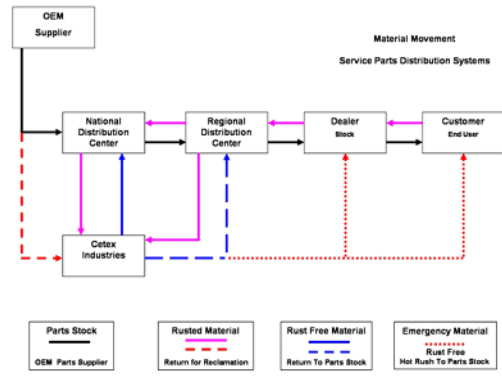 OEM
Supplier
Material Movement
Service Parts Distribution Systems
National
Distribution
Center
Regional
Distribution
Center
Dealer
Stock
Customer
End User
Cetex
Industries
Parts Stock
OEM Parts Supplier
Rusted Material
Return for Reclamation
Rust Free Material
Return To Parts Stock
Emergency Material
Rust Free
Hot Rush To Parts Stock